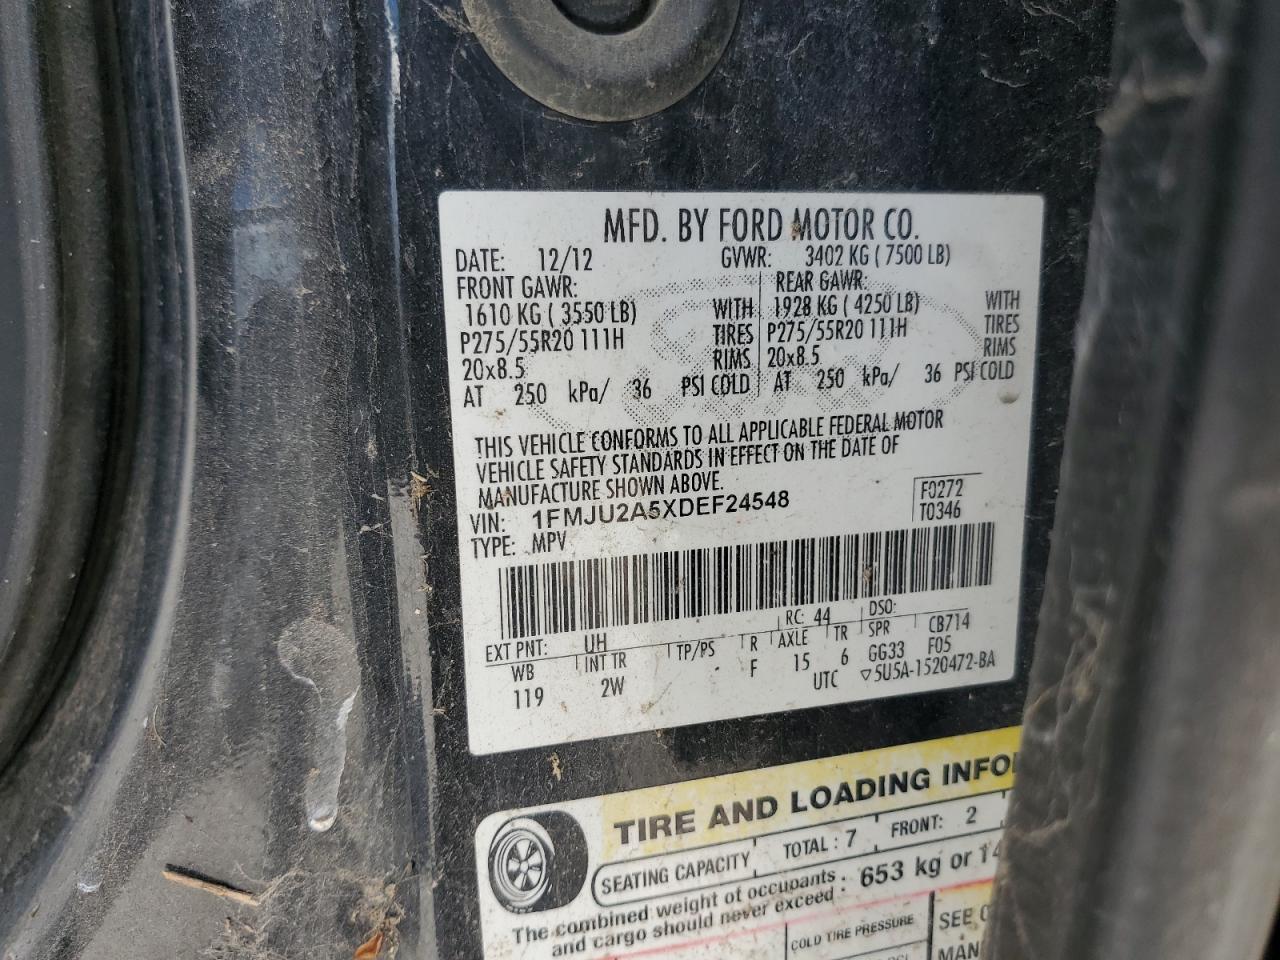 MFD. BY FORD MOTOR CO.
DATE: 12/12 GVWR: 3402 KG ( 7500 LB)
FRONT GAWR: REAR GAWR:
1610 KG ( 3550 LB) WITH 1928 KG ( 4250 LB) WITH
P275/55R20 111H TIRES P275/55R20 111H TIRES
20x8.5 RIMS 20x8.5 RIMS
AT 250 kPa/ 36 PSI COLD AT 250 kPa/ 36 PSI COLD
THIS VEHICLE CONFORMS TO ALL APPLICABLE FEDERAL MOTOR
VEHICLE SAFETY STANDARDS IN EFFECT ON THE DATE OF
MANUFACTURE SHOWN ABOVE.
VIN: 1FMJU2A5XDEF24548 F0272
TYPE: MPV T0346
EXT PNT: UH RC: 44 DSO: CB714
WB INT TR TP/PS R AXLE TR SPR F05
119 2W F 15 6 GG33
UTC ▽5U5A-1520472-BA
TIRE AND LOADING INFO
SEATING CAPACITY TOTAL : 7 FRONT: 2
The combined weight of occupants
and cargo should never exceed : 653 kg or 14
COLD TIRE PRESSURE SEE
MAN